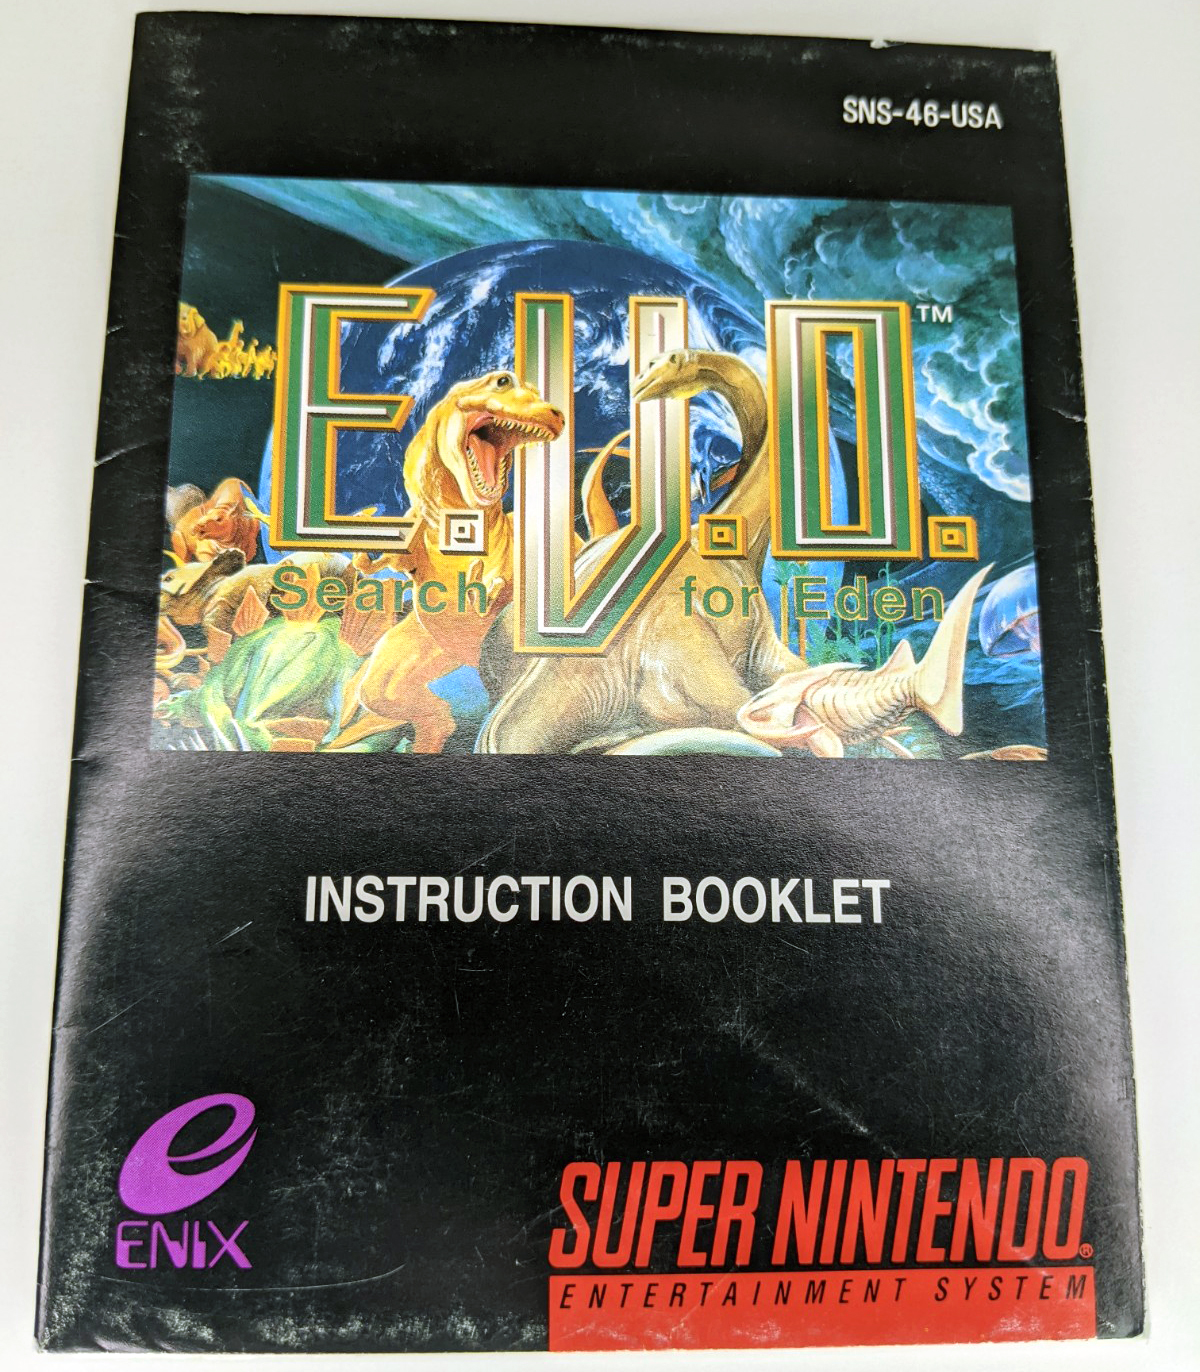 SNS-46-USA
E.V.O.™
Search for Eden
INSTRUCTION BOOKLET
ENIX
SUPER NINTENDO®
ENTERTAINMENT SYSTEM